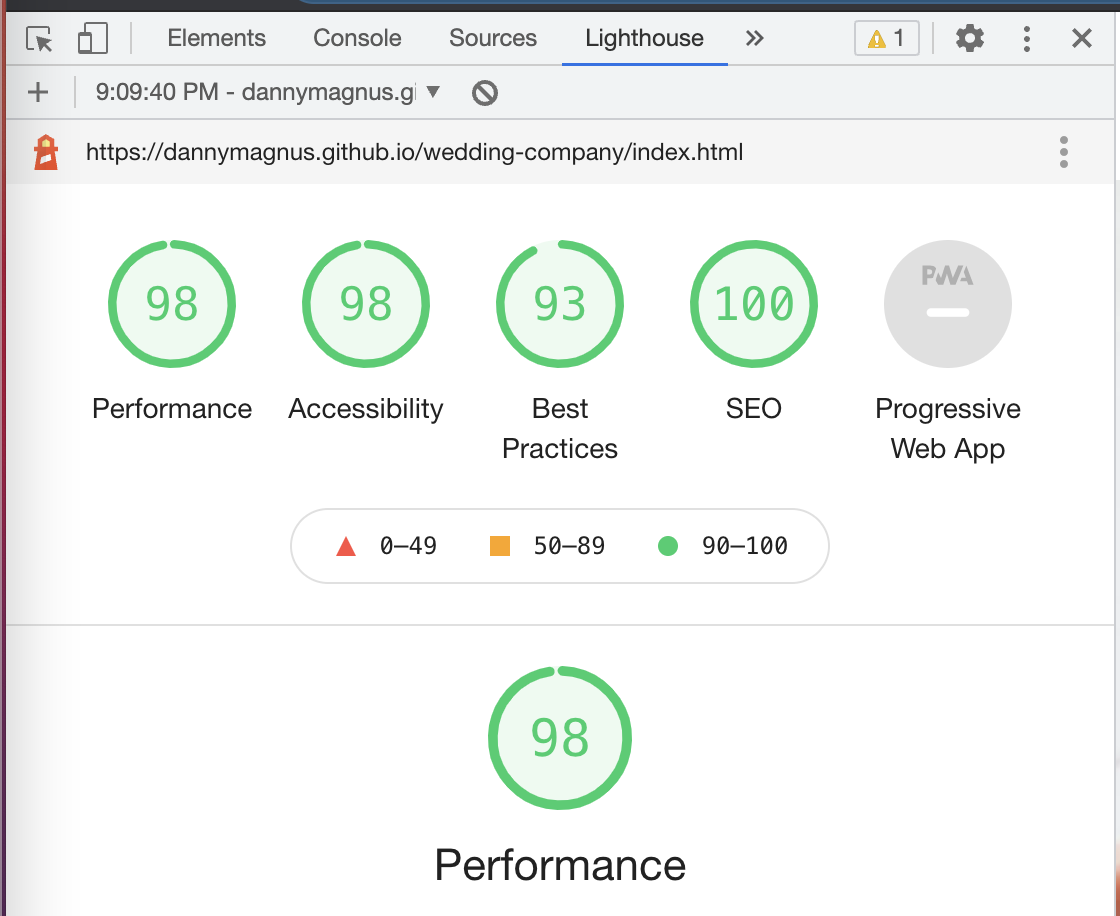 Elements Console Sources Lighthouse » 1
9:09:40 PM - dannymagnus.gi
https://dannymagnus.github.io/wedding-company/index.html
98 98 93 100 PWA
Performance Accessibility Best Practices SEO Progressive Web App
0–49 50–89 90–100
98
Performance